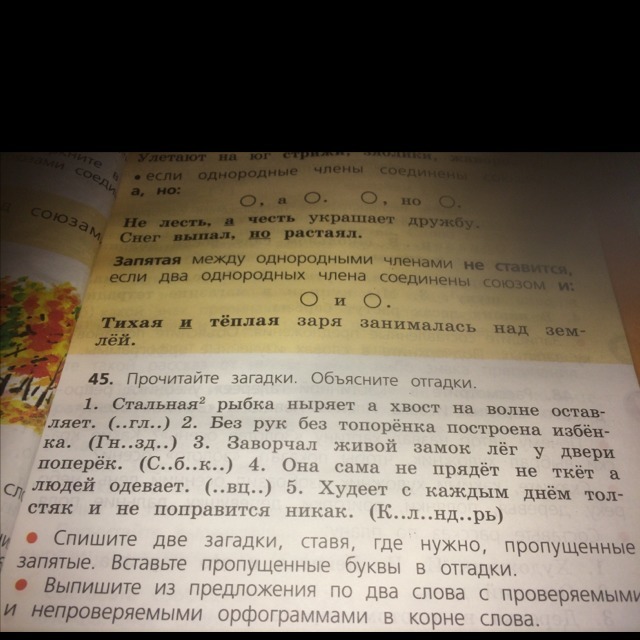 Улетают на юг стрижи,
• если однородные члены соединены
а, но:
, а . , но .
Не лесть, а честь украшает дружбу.
Снег выпал, но растаял.
Запятая между однородными членами не ставится,
если два однородных члена соединены союзом и:
и .
Тихая и тёплая заря занималась над зем-
лёй.
союзам
45. Прочитайте загадки. Объясните отгадки.
1. Стальная² рыбка ныряет а хвост на волне остав-
ляет. (..гл..) 2. Без рук без топорёнка построена избён-
ка. (Гн..зд..) 3. Заворчал живой замок лёг у двери
поперёк. (С..б..к..) 4. Она сама не прядёт не ткёт а
людей одевает. (..вц..) 5. Худеет с каждым днём тол-
стяк и не поправится никак. (К..л..нд..рь)
• Спишите две загадки, ставя, где нужно, пропущенные
запятые. Вставьте пропущенные буквы в отгадки.
• Выпишите из предложения по два слова с проверяемыми
и непроверяемыми орфограммами в корне слова.